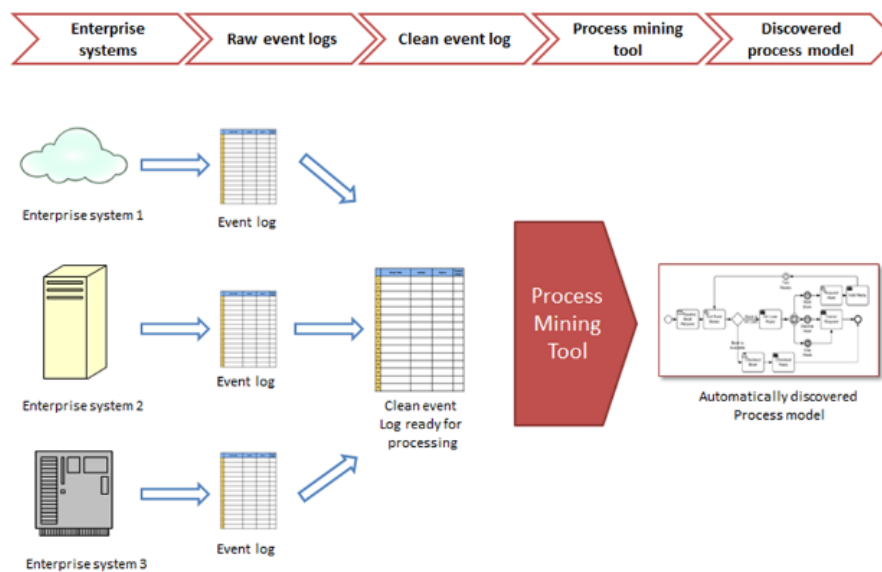 Enterprise
systems
Raw event logs
Clean event log
Process mining
tool
Discovered
process model
Enterprise system 1
Event log
Enterprise system 2
Event log
Clean event
Log ready for
processing
Process
Mining
Tool
Automatically discovered
Process model
Enterprise system 3
Event log